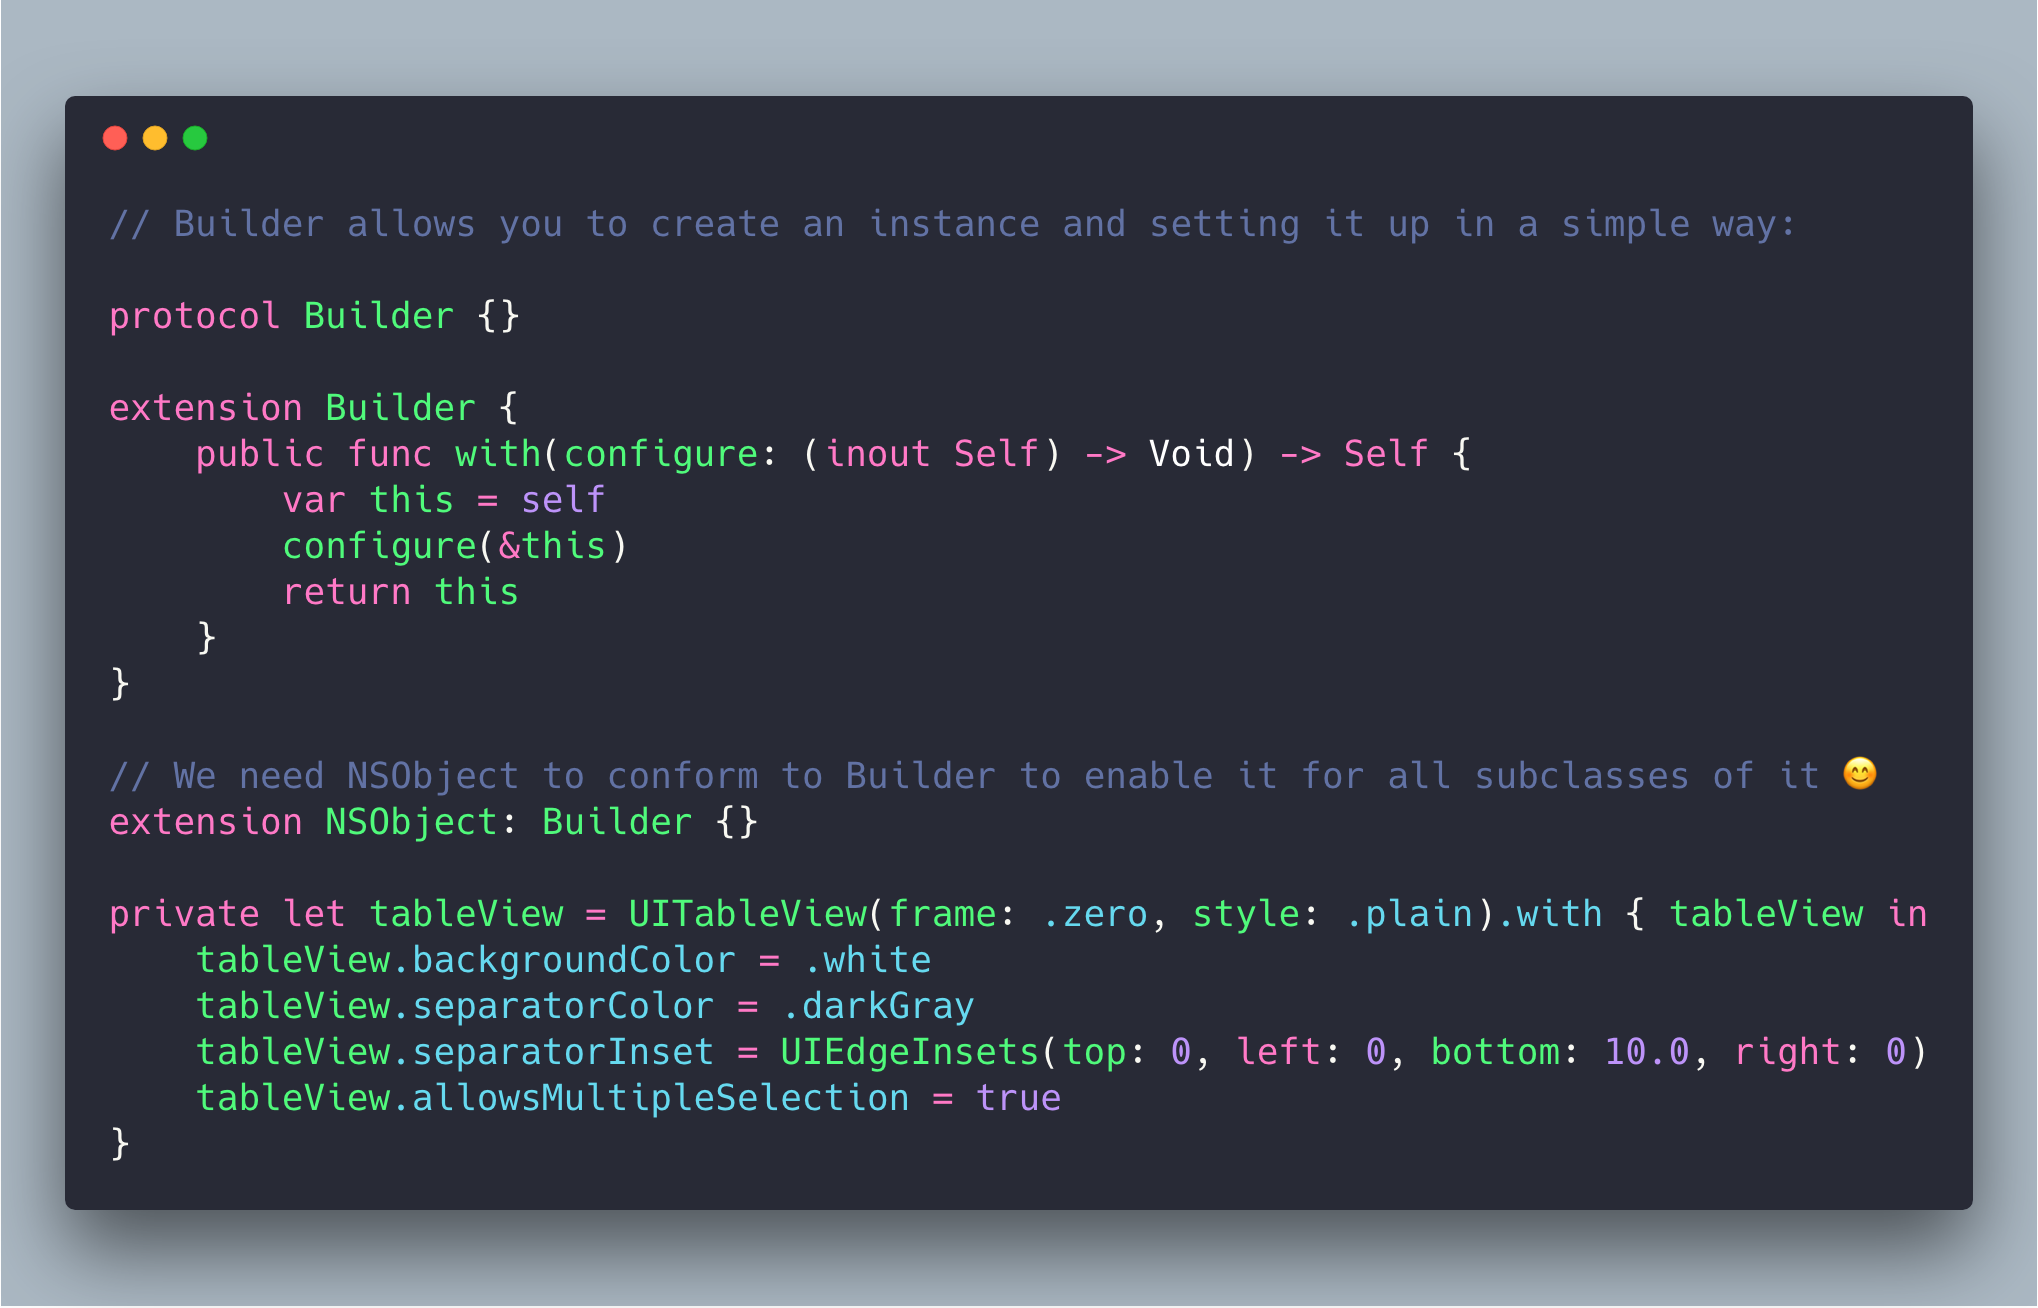 // Builder allows you to create an instance and setting it up in a simple way:

protocol Builder {}

extension Builder {
    public func with(configure: (inout Self) -> Void) -> Self {
        var this = self
        configure(&this)
        return this
    }
}

// We need NSObject to conform to Builder to enable it for all subclasses of it 😊
extension NSObject: Builder {}

private let tableView = UITableView(frame: .zero, style: .plain).with { tableView in
    tableView.backgroundColor = .white
    tableView.separatorColor = .darkGray
    tableView.separatorInset = UIEdgeInsets(top: 0, left: 0, bottom: 10.0, right: 0)
    tableView.allowsMultipleSelection = true
}